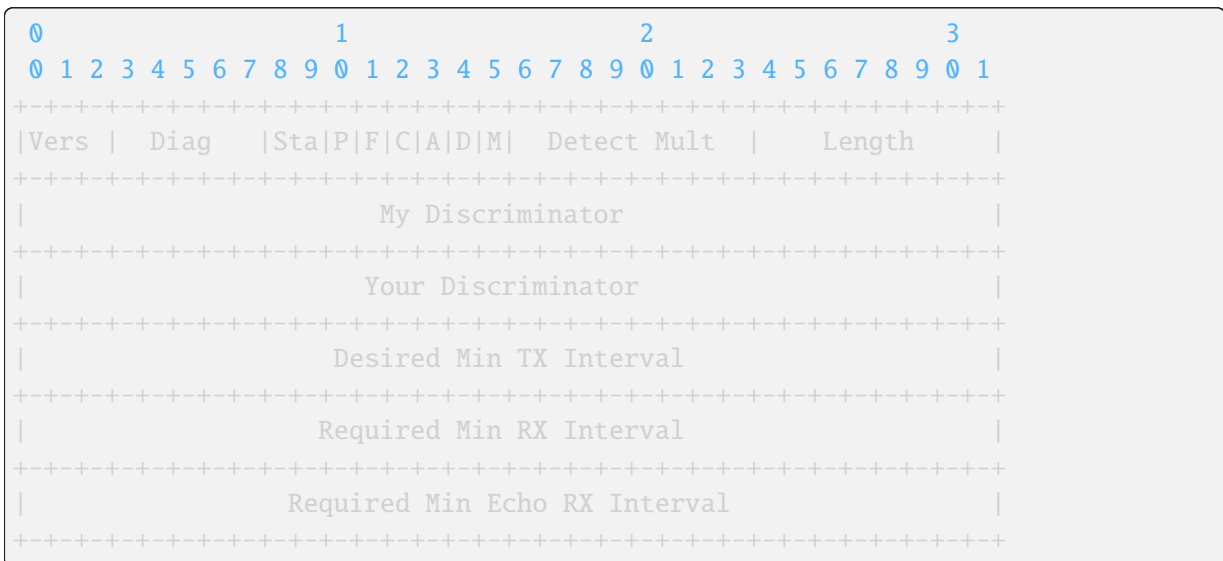 0                   1                   2                   3
 0 1 2 3 4 5 6 7 8 9 0 1 2 3 4 5 6 7 8 9 0 1 2 3 4 5 6 7 8 9 0 1
+-+-+-+-+-+-+-+-+-+-+-+-+-+-+-+-+-+-+-+-+-+-+-+-+-+-+-+-+-+-+-+-+
|Vers |  Diag   |Sta|P|F|C|A|D|M|  Detect Mult  |    Length     |
+-+-+-+-+-+-+-+-+-+-+-+-+-+-+-+-+-+-+-+-+-+-+-+-+-+-+-+-+-+-+-+-+
|                       My Discriminator                        |
+-+-+-+-+-+-+-+-+-+-+-+-+-+-+-+-+-+-+-+-+-+-+-+-+-+-+-+-+-+-+-+-+
|                      Your Discriminator                       |
+-+-+-+-+-+-+-+-+-+-+-+-+-+-+-+-+-+-+-+-+-+-+-+-+-+-+-+-+-+-+-+-+
|                    Desired Min TX Interval                    |
+-+-+-+-+-+-+-+-+-+-+-+-+-+-+-+-+-+-+-+-+-+-+-+-+-+-+-+-+-+-+-+-+
|                   Required Min RX Interval                    |
+-+-+-+-+-+-+-+-+-+-+-+-+-+-+-+-+-+-+-+-+-+-+-+-+-+-+-+-+-+-+-+-+
|                 Required Min Echo RX Interval                 |
+-+-+-+-+-+-+-+-+-+-+-+-+-+-+-+-+-+-+-+-+-+-+-+-+-+-+-+-+-+-+-+-+